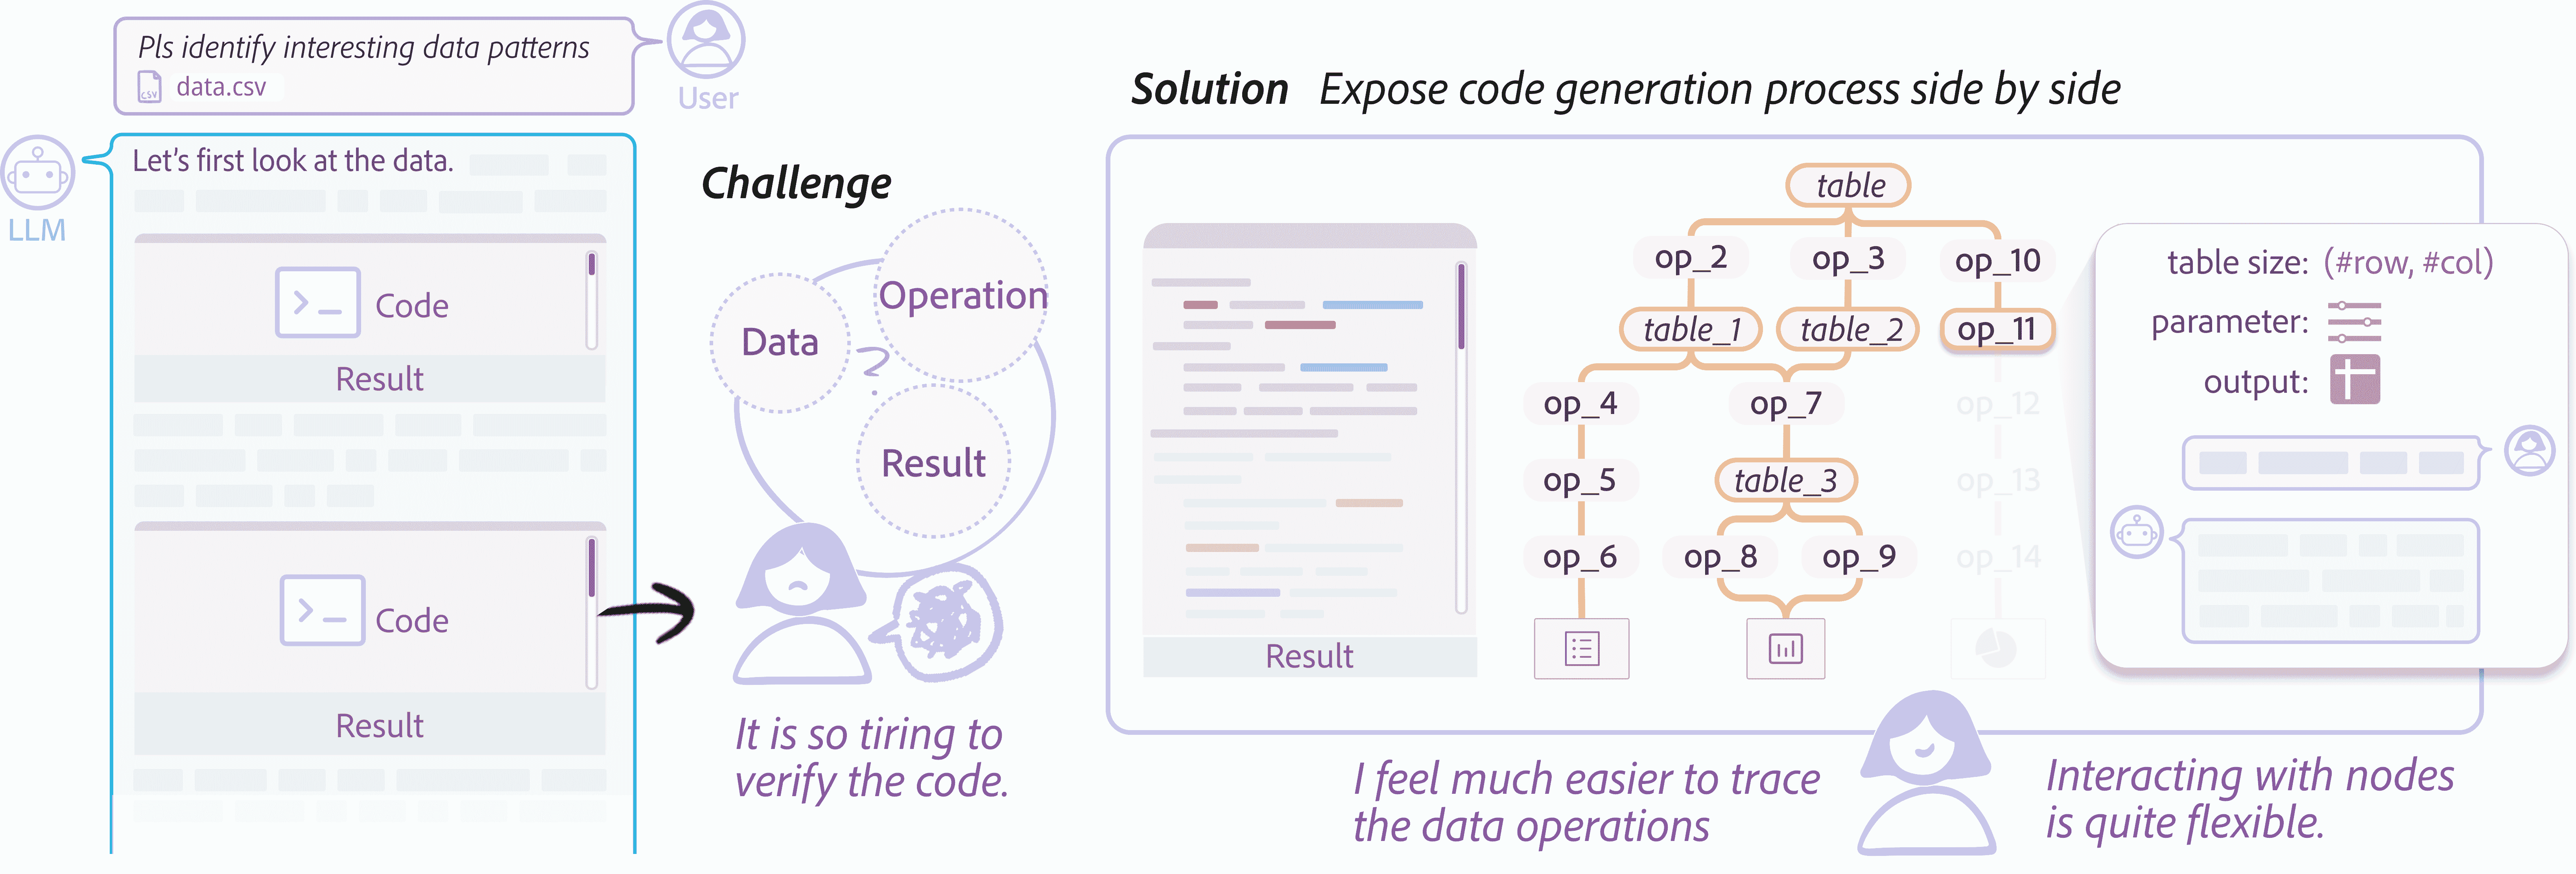 Pls identify interesting data patterns
CSV
data.csv
User
LLM
Let's first look at the data.
Code
Result
Code
Result
Challenge
Operation
Data
?
Result
It is so tiring to
verify the code.
Solution Expose code generation process side by side
Result
table
op_2 op_3 op_10
table_1 table_2 op_11
op_4 op_7 op_12
op_5 table_3 op_13
op_6 op_8 op_9 op_14
table size: (#row, #col)
parameter:
output:
I feel much easier to trace
the data operations
Interacting with nodes
is quite flexible.